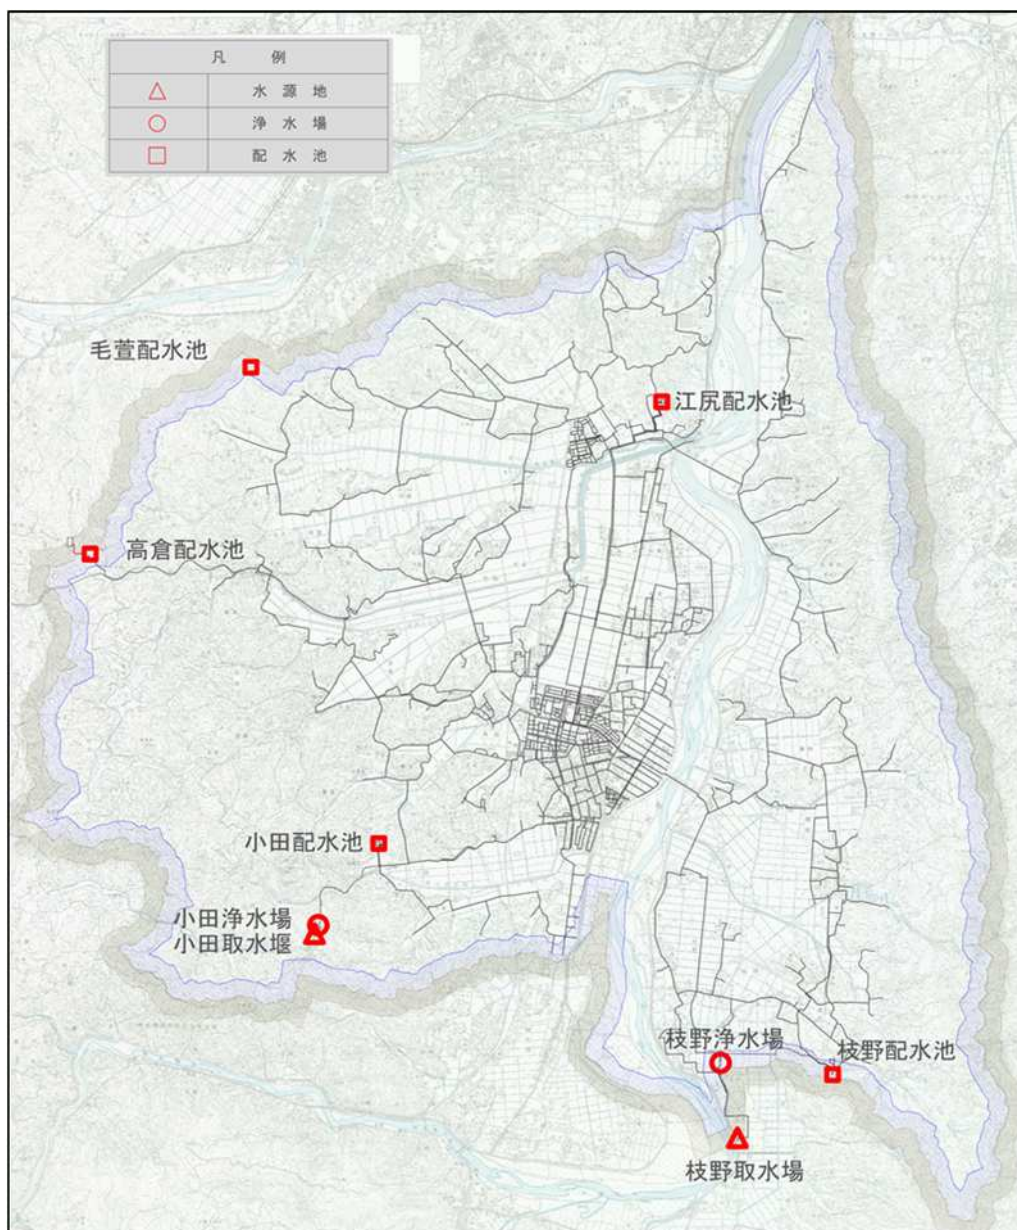 凡 例
水 源 地
浄 水 場
配 水 池
毛萱配水池
江尻配水池
高倉配水池
小田配水池
小田浄水場
小田取水堰
枝野浄水場
枝野配水池
枝野取水場